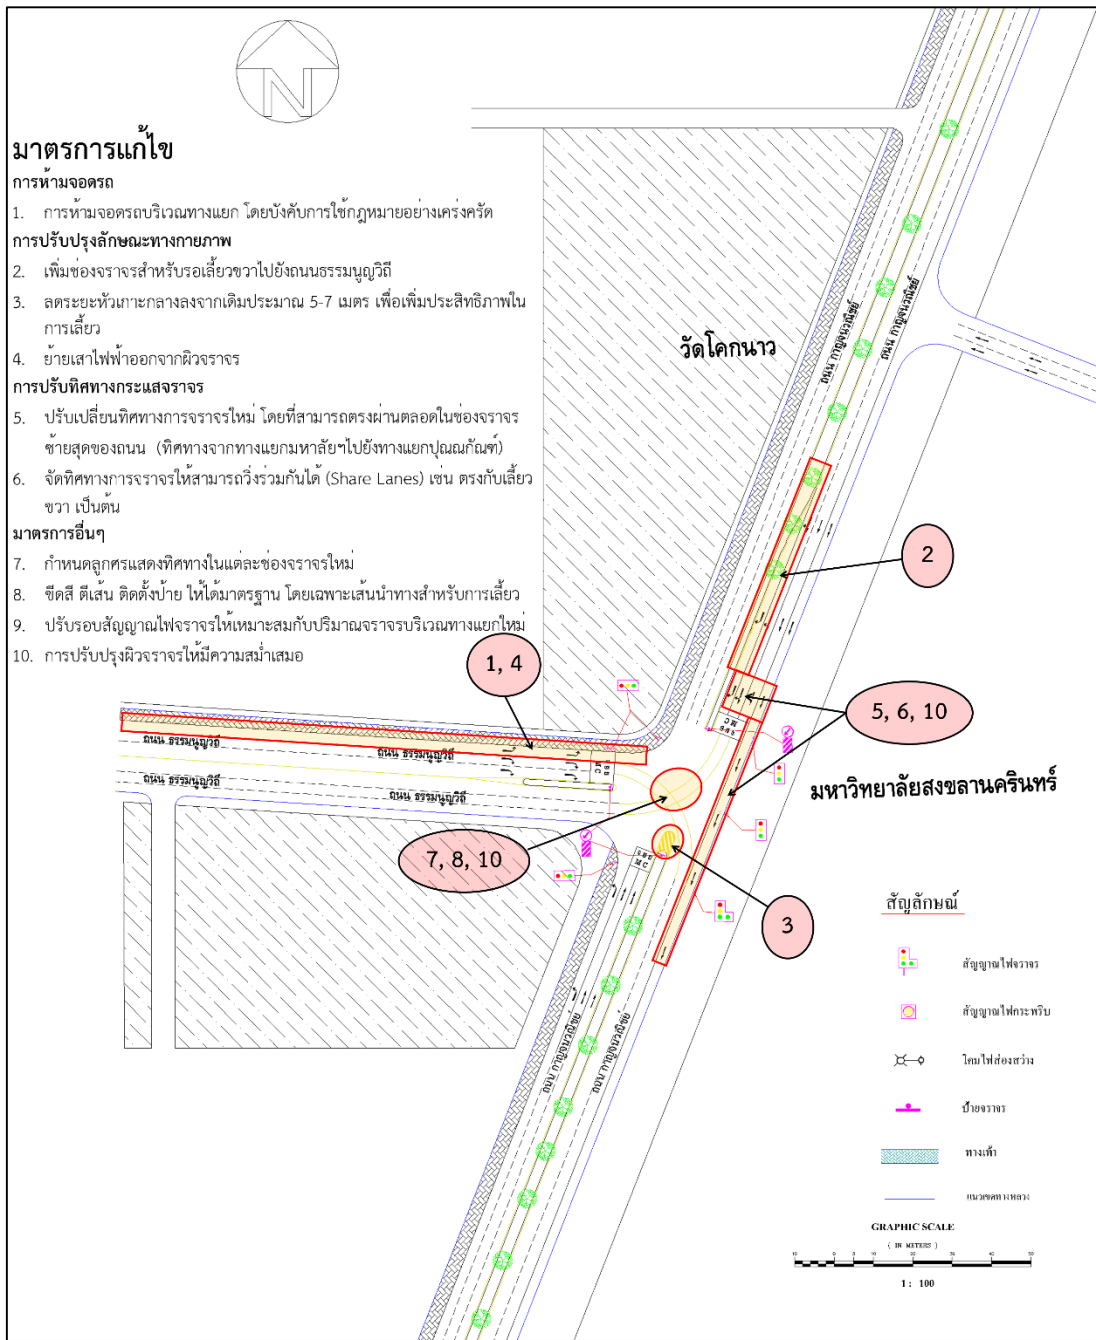 N
มาตรการแก้ไข
การห้ามจอดรถ
1. การห้ามจอดรถบริเวณทางแยก โดยบังคับการใช้กฎหมายอย่างเคร่งครัด
การปรับปรุงลักษณะทางกายภาพ
2. เพิ่มช่องจราจรสำหรับรอเลี้ยวขวาไปยังถนนธรรมนูญวิถี
3. ลดระยะหัวเกาะกลางลงจากเดิมประมาณ 5-7 เมตร เพื่อเพิ่มประสิทธิภาพใน
การเลี้ยว
4. ย้ายเสาไฟฟ้าออกจากผิวจราจร
การปรับทิศทางกระแสจราจร
5. ปรับเปลี่ยนทิศทางการจราจรใหม่ โดยที่สามารถตรงผ่านตลอดในช่องจราจร
ซ้ายสุดของถนน (ทิศทางจากทางแยกมหาลัยฯไปยังทางแยกปุณณกัณฑ์)
6. จัดทิศทางการจราจรให้สามารถวิ่งร่วมกันได้ (Share Lanes) เช่น ตรงกับเลี้ยว
ขวา เป็นต้น
มาตรการอื่นๆ
7. กำหนดลูกศรแสดงทิศทางในแต่ละช่องจราจรใหม่
8. ขีดสี ตีเส้น ติดตั้งป้าย ให้ได้มาตรฐาน โดยเฉพาะเส้นนำทางสำหรับการเลี้ยว
9. ปรับรอบสัญญาณไฟจราจรให้เหมาะสมกับปริมาณจราจรบริเวณทางแยกใหม่
10. การปรับปรุงผิวจราจรให้มีความสม่ำเสมอ
วัดโคกนาว
ถนน กาญจนวณิชย์
ถนน กาญจนวณิชย์
2
1, 4
5, 6, 10
MC
ถนน ธรรมนูญวิถี
ถนน ธรรมนูญวิถี
MC
ถนน ธรรมนูญวิถี
ถนน ธรรมนูญวิถี
มหาวิทยาลัยสงขลานครินทร์
7, 8, 10
MC
3
ถนน กาญจนวณิชย์
ถนน กาญจนวณิชย์
สัญลักษณ์
สัญญาณไฟจราจร
สัญญาณไฟกระพริบ
โคมไฟส่องสว่าง
ป้ายจราจร
ทางเท้า
แนวเขตทางหลวง
GRAPHIC SCALE
( IN METERS )
10 0 5 10 20 30 40 50
1 : 100